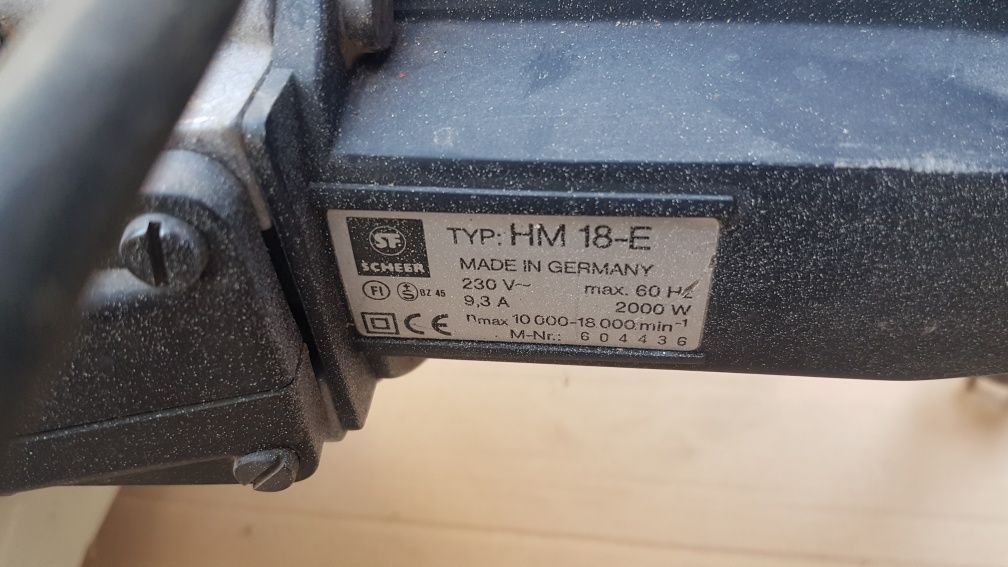 ST
SCHEER
TYP: HM 18-E
MADE IN GERMANY
230 V~ max. 60 Hz
9,3 A 2000 W
FI S BZ 45
CE nmax 10 000-18 000 min⁻¹
M-Nr.: 604436